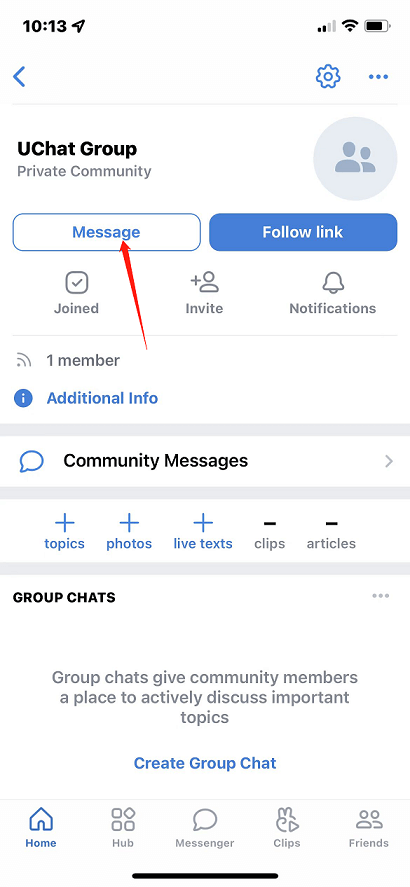 10:13
UChat Group
Private Community
Message
Follow link
Joined
Invite
Notifications
1 member
Additional Info
Community Messages
topics
photos
live texts
clips
articles
GROUP CHATS
Group chats give community members
a place to actively discuss important
topics
Create Group Chat
Home
Hub
Messenger
Clips
Friends